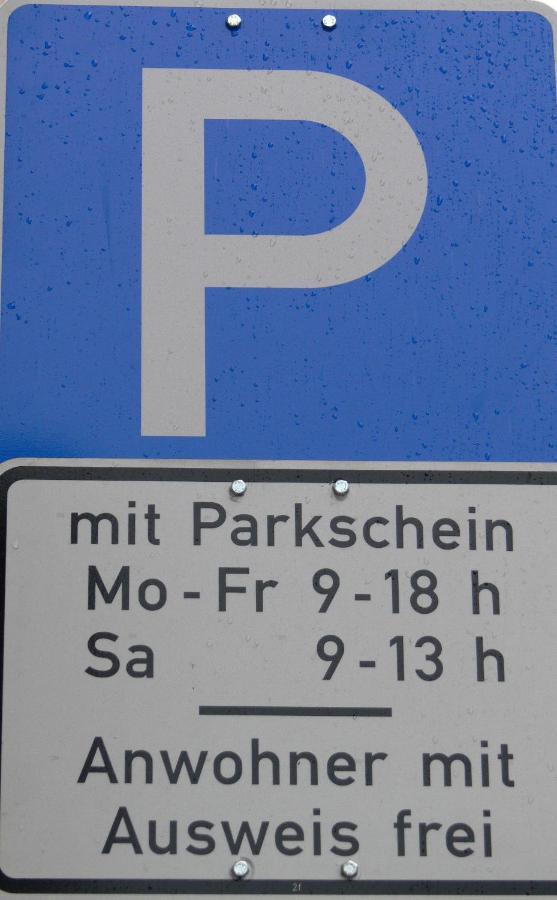 P
mit Parkschein
Mo - Fr 9 - 18 h
Sa 9 - 13 h
Anwohner mit
Ausweis frei